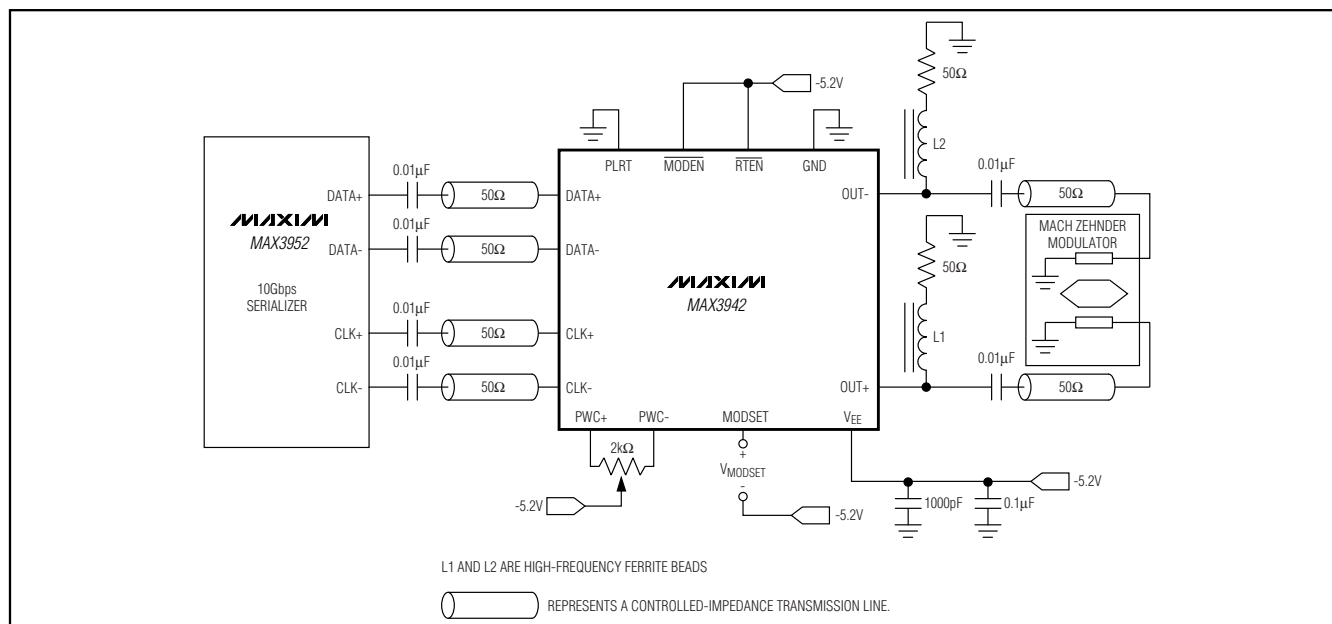 -5.2V
50Ω
L2
PLRT
MODEN
RTEN
GND
0.01µF
DATA+
50Ω
DATA+
OUT-
0.01µF
50Ω
MAXIM
MAX3952
0.01µF
DATA-
50Ω
DATA-
10Gbps
SERIALIZER
MAXIM
MAX3942
50Ω
L1
MACH ZEHNDER
MODULATOR
0.01µF
CLK+
50Ω
CLK+
0.01µF
CLK-
50Ω
CLK-
OUT+
0.01µF
50Ω
PWC+
PWC-
MODSET
VEE
2kΩ
+
VMODSET
-
-5.2V
-5.2V
1000pF
0.1µF
-5.2V
L1 AND L2 ARE HIGH-FREQUENCY FERRITE BEADS
REPRESENTS A CONTROLLED-IMPEDANCE TRANSMISSION LINE.